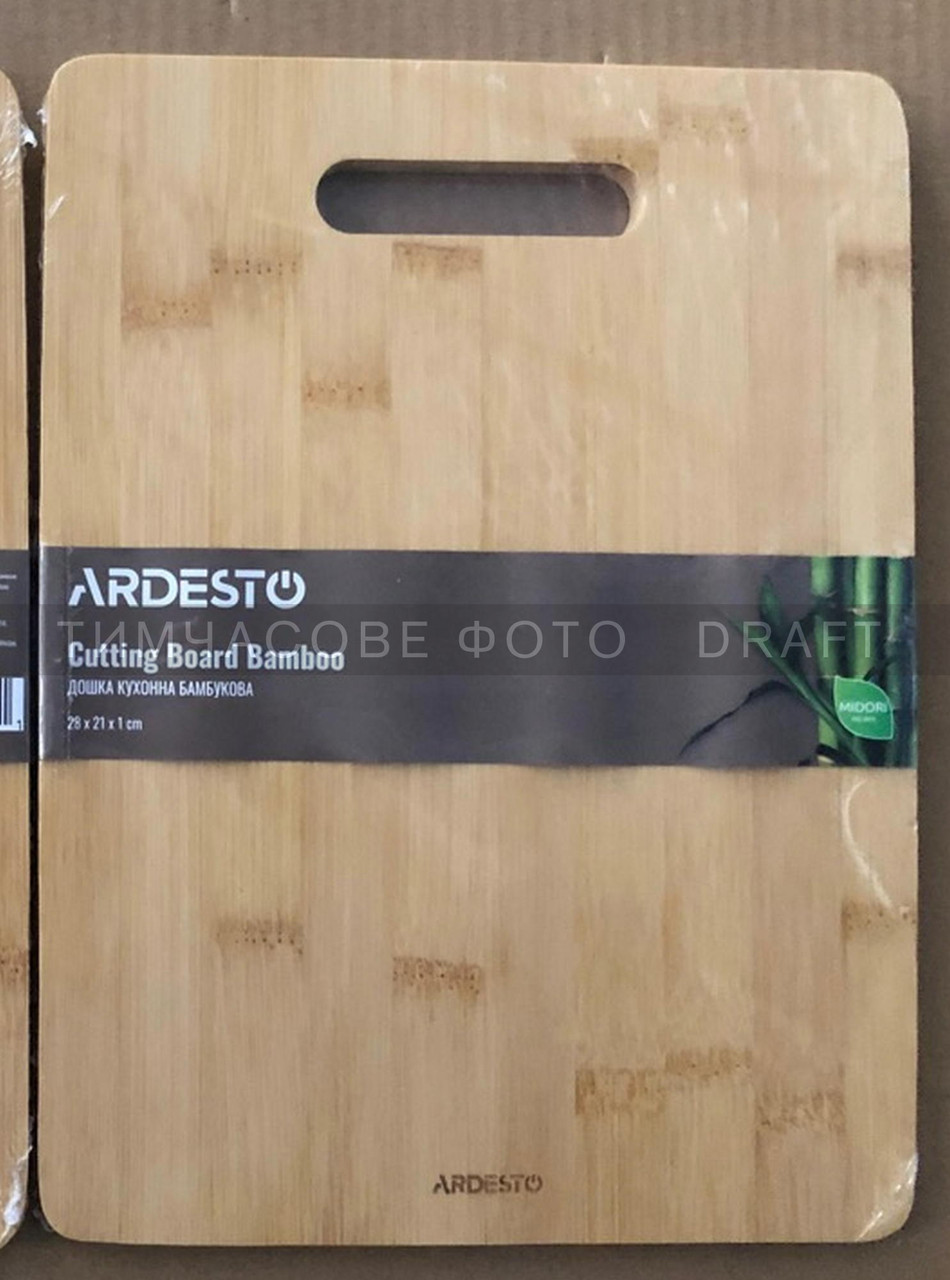 ARDESTO
ТИМЧАСОВЕ ФОТО DRAFT
Cutting Board Bamboo
ДОШКА КУХОННА БАМБУКОВА
28 x 21 x 1 cm
MIDORI
ARDESTO